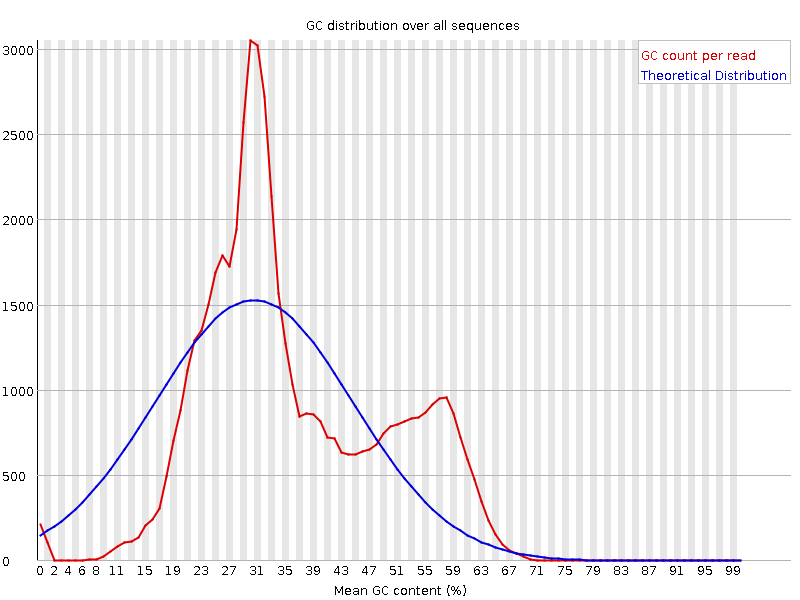 GC distribution over all sequences
GC count per read
Theoretical Distribution
3000
2500
2000
1500
1000
500
0
0 2 4 6 8 11 15 19 23 27 31 35 39 43 47 51 55 59 63 67 71 75 79 83 87 91 95 99
Mean GC content (%)